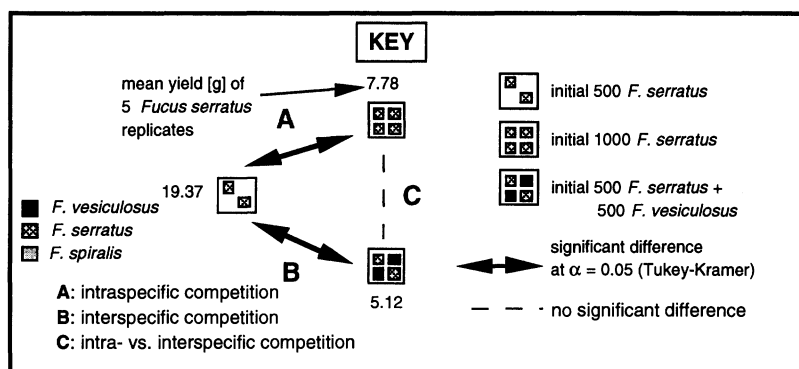 KEY
mean yield [g] of
5 Fucus serratus
replicates
7.78
A
19.37
C
B
5.12
F. vesiculosus
F. serratus
F. spiralis
A: intraspecific competition
B: interspecific competition
C: intra- vs. interspecific competition
initial 500 F. serratus
initial 1000 F. serratus
initial 500 F. serratus +
500 F. vesiculosus
significant difference
at α = 0.05 (Tukey-Kramer)
no significant difference